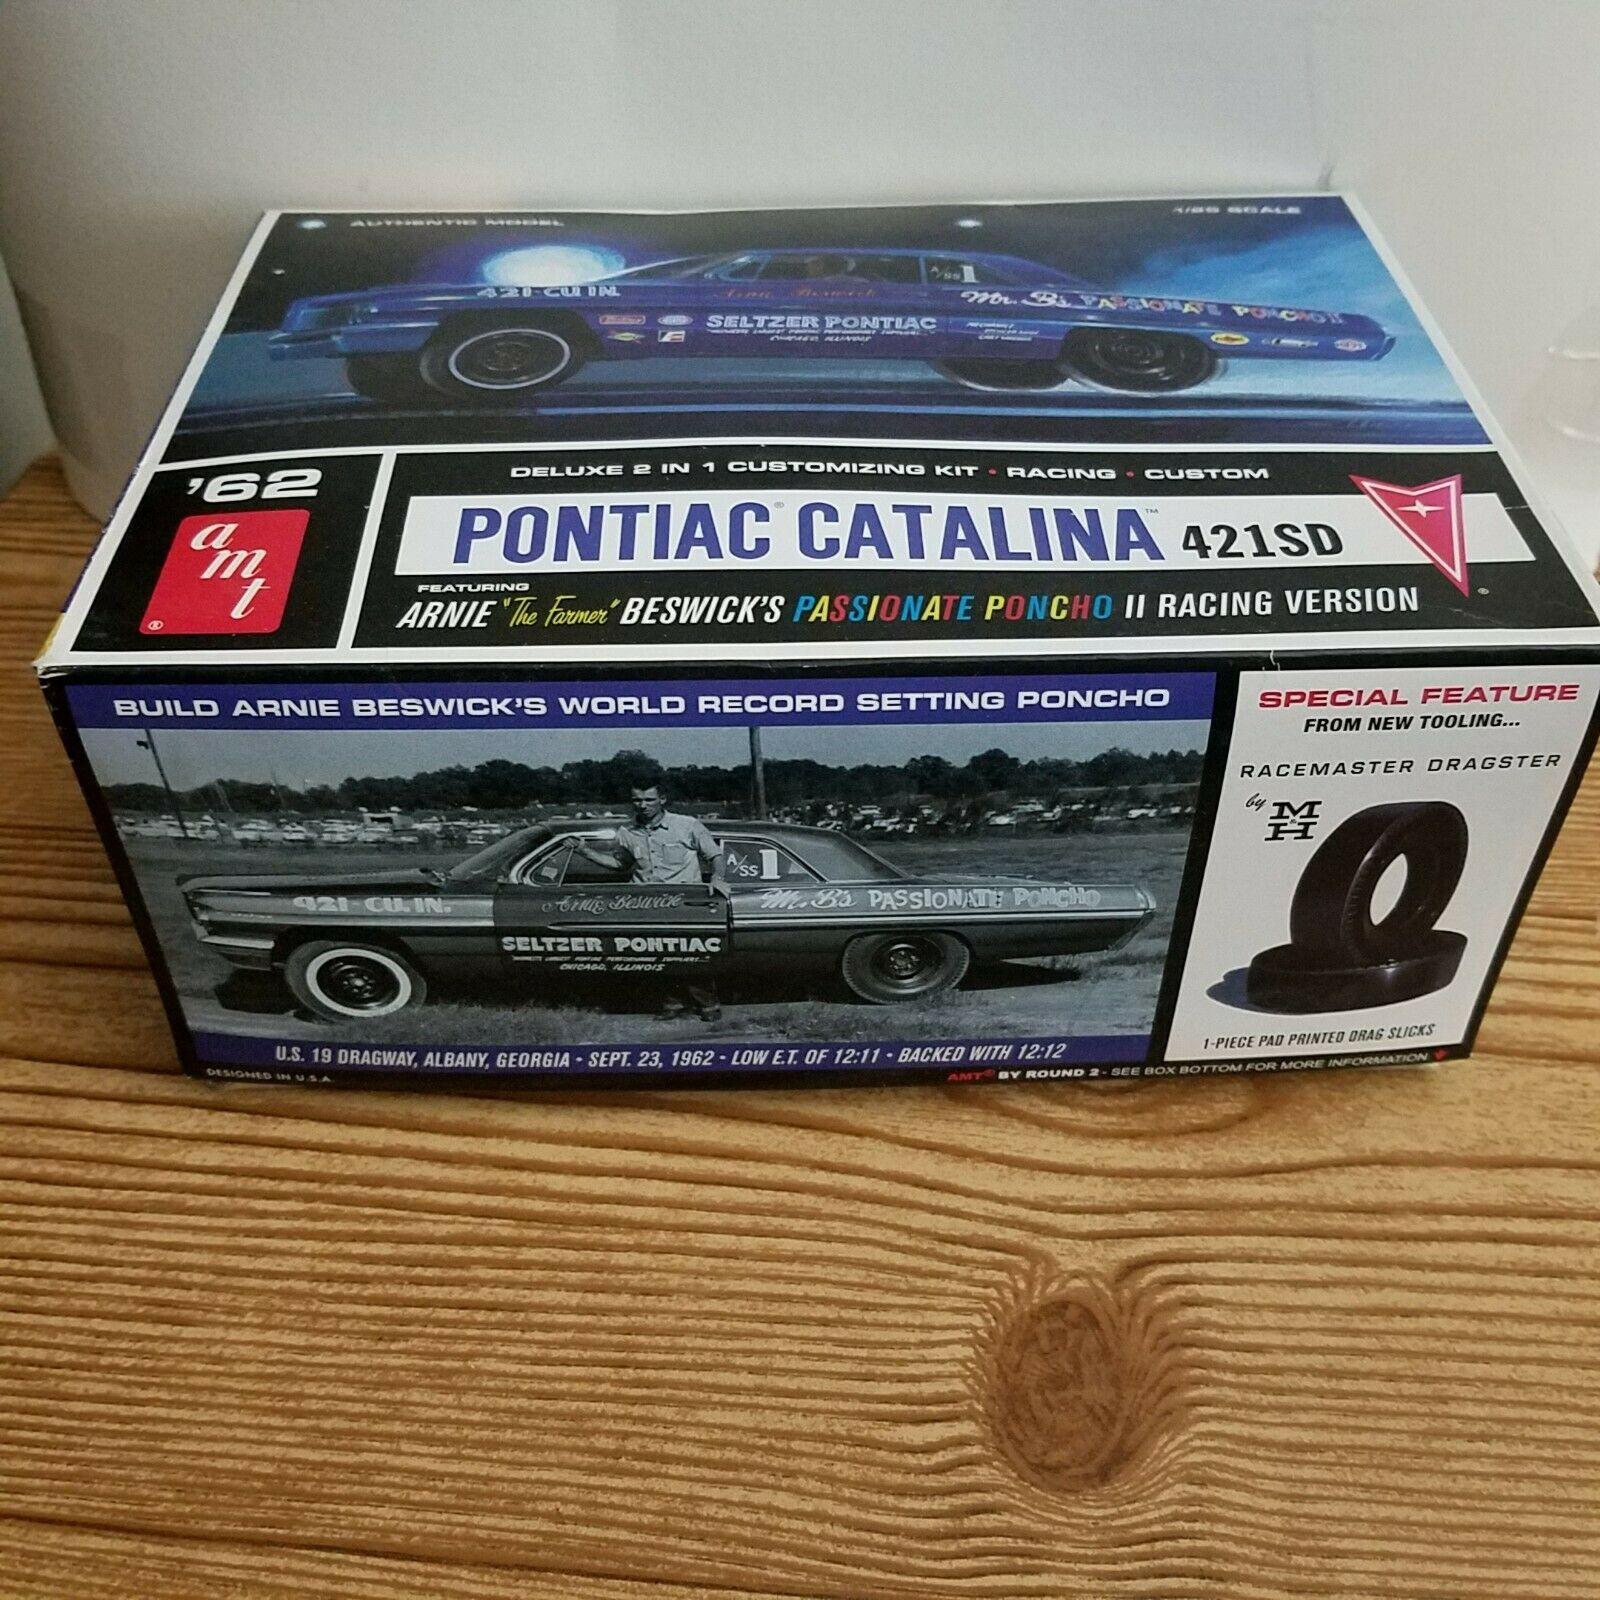 AUTHENTIC MODEL
1/25 SCALE
421-CU.IN.
Arnie Beswick
A/SS 1
Mr. B's PASSIONATE PONCHO II
SELTZER PONTIAC
CHICAGO, ILLINOIS
'62
amt
®
DELUXE 2 IN 1 CUSTOMIZING KIT • RACING • CUSTOM
PONTIAC® CATALINA™ 421SD
®
FEATURING
ARNIE "The Farmer" BESWICK'S PASSIONATE PONCHO II RACING VERSION
BUILD ARNIE BESWICK'S WORLD RECORD SETTING PONCHO
A/SS 1
421-CU.IN.
Arnie Beswick
Mr. B's PASSIONATE PONCHO
SELTZER PONTIAC
CHICAGO, ILLINOIS
U.S. 19 DRAGWAY, ALBANY, GEORGIA • SEPT. 23, 1962 • LOW E.T. OF 12:11 • BACKED WITH 12:12
SPECIAL FEATURE
FROM NEW TOOLING...
RACEMASTER DRAGSTER
by M&H
1-PIECE PAD PRINTED DRAG SLICKS
DESIGNED IN U.S.A.
AMT® BY ROUND 2 - SEE BOX BOTTOM FOR MORE INFORMATION